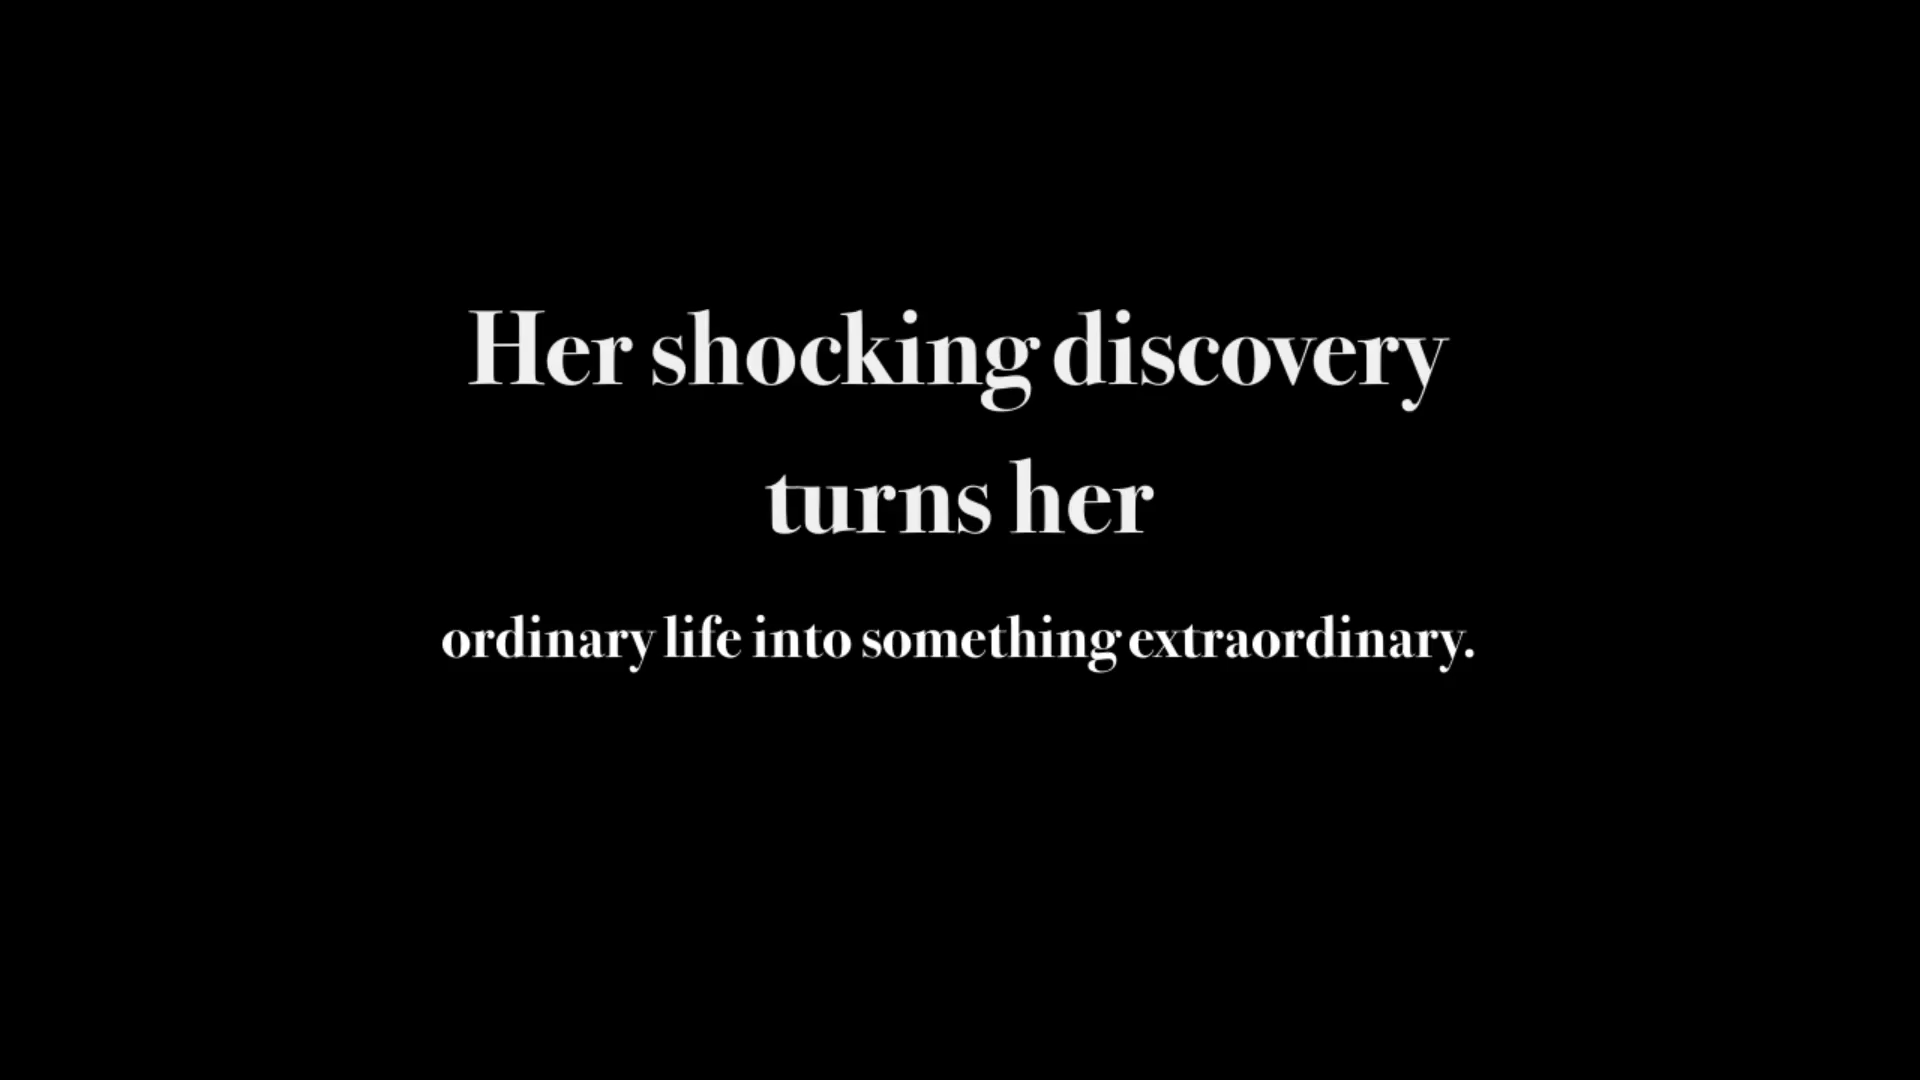 Her shocking discovery
turns her
ordinary life into something extraordinary.